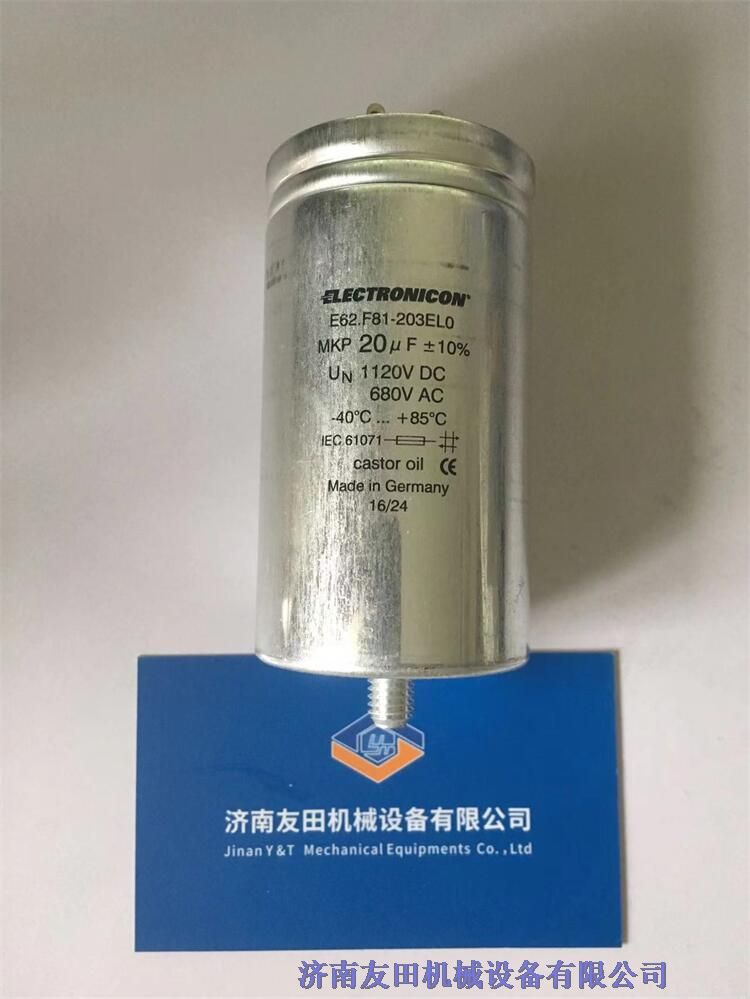 ELECTRONICON
E62.F81-203EL0
MKP 20μF ±10%
UN 1120V DC
680V AC
-40°C ... +85°C
IEC 61071
castor oil CE
Made in Germany
16/24
济南友田机械设备有限公司
Jinan Y&T Mechanical Equipments Co.,Ltd
济南友田机械设备有限公司